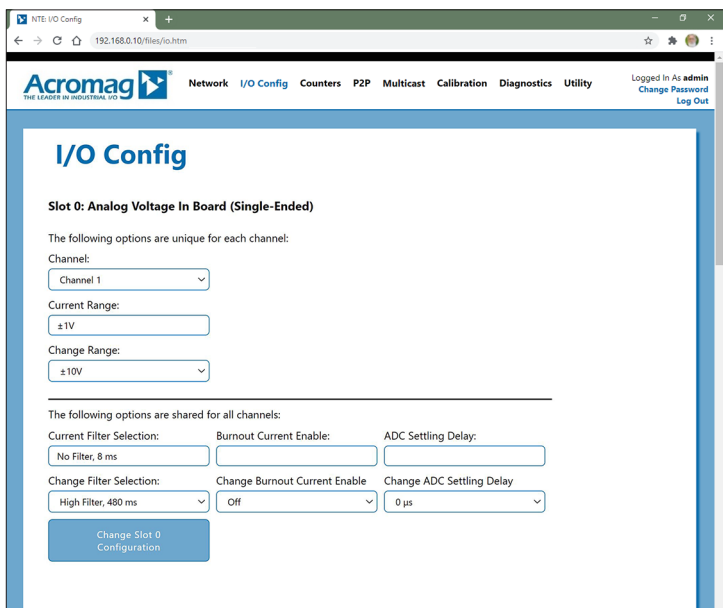 NTE: I/O Config
192.168.0.10/files/io.htm
Acromag
®
THE LEADER IN INDUSTRIAL I/O
Network I/O Config Counters P2P Multicast Calibration Diagnostics Utility
Logged In As admin
Change Password
Log Out
I/O Config
Slot 0: Analog Voltage In Board (Single-Ended)
The following options are unique for each channel:
Channel:
Channel 1
Current Range:
±1V
Change Range:
±10V
The following options are shared for all channels:
Current Filter Selection: Burnout Current Enable: ADC Settling Delay:
No Filter, 8 ms
Change Filter Selection: Change Burnout Current Enable Change ADC Settling Delay
High Filter, 480 ms Off 0 µs
Change Slot 0
Configuration